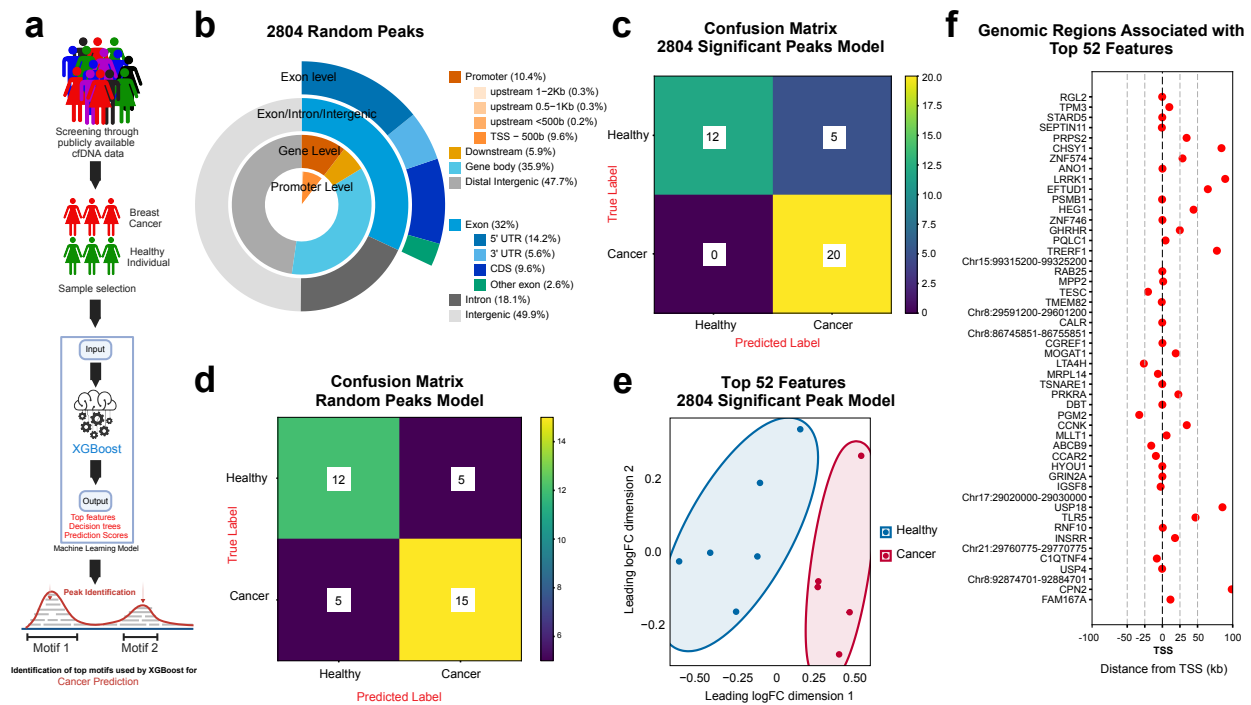 a
Screening through
publicly available
cfDNA data
Breast
Cancer
Healthy
Individual
Sample selection
Input
XGBoost
Output
Top features
Decision trees
Prediction Scores
Machine Learning Model
Peak Identification
Motif 1
Motif 2
Identification of top motifs used by XGBoost for
Cancer Prediction
b
2804 Random Peaks
Exon level
Exon/Intron/Intergenic
Gene Level
Promoter Level
Promoter (10.4%)
upstream 1−2Kb (0.3%)
upstream 0.5−1Kb (0.3%)
upstream <500b (0.2%)
TSS − 500b (9.6%)
Downstream (5.9%)
Gene body (35.9%)
Distal Intergenic (47.7%)
Exon (32%)
5' UTR (14.2%)
3' UTR (5.6%)
CDS (9.6%)
Other exon (2.6%)
Intron (18.1%)
Intergenic (49.9%)
c
Confusion Matrix
2804 Significant Peaks Model
True Label
Healthy
Cancer
12
5
0
20
Healthy
Cancer
Predicted Label
20.0
17.5
15.0
12.5
10.0
7.5
5.0
2.5
0
d
Confusion Matrix
Random Peaks Model
True Label
Healthy
Cancer
12
5
5
15
Healthy
Cancer
Predicted Label
14
12
10
8
6
e
Top 52 Features
2804 Significant Peak Model
Leading logFC dimension 2
0.2
0.0
−0.2
−0.50
−0.25
0
0.25
0.50
Leading logFC dimension 1
Healthy
Cancer
f
Genomic Regions Associated with
Top 52 Features
RGL2
TPM3
STARD5
SEPTIN11
PRPS2
CHSY1
ZNF574
ANO1
LRRK1
EFTUD1
PSMB1
HEG1
ZNF746
GHRHR
PQLC1
TRERF1
Chr15:99315200-99325200
RAB25
MPP2
TESC
TMEM82
Chr8:29591200-29601200
CALR
Chr8:86745851-86755851
CGREF1
MOGAT1
LTA4H
MRPL14
TSNARE1
PRKRA
DBT
PGM2
CCNK
MLLT1
ABCB9
CCAR2
HYOU1
GRIN2A
IGSF8
Chr17:29020000-29030000
USP18
TLR5
RNF10
INSRR
Chr21:29760775-29770775
C1QTNF4
USP4
Chr8:92874701-92884701
CPN2
FAM167A
-100
-50
-25
0
25
50
100
TSS
Distance from TSS (kb)